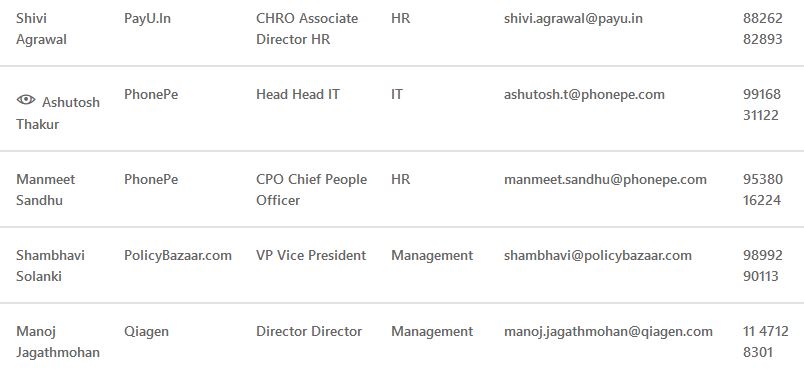 Shivi PayU.In CHRO Associate HR shivi.agrawal@payu.in 88262
Agrawal Director HR 82893
PhonePe Head Head IT IT ashutosh.t@phonepe.com 99168
Ashutosh 31122
Thakur
Manmeet PhonePe CPO Chief People HR manmeet.sandhu@phonepe.com 95380
Sandhu Officer 16224
Shambhavi PolicyBazaar.com VP Vice President Management shambhavi@policybazaar.com 98992
Solanki 90113
Manoj Qiagen Director Director Management manoj.jagathmohan@qiagen.com 11 4712
Jagathmohan 8301